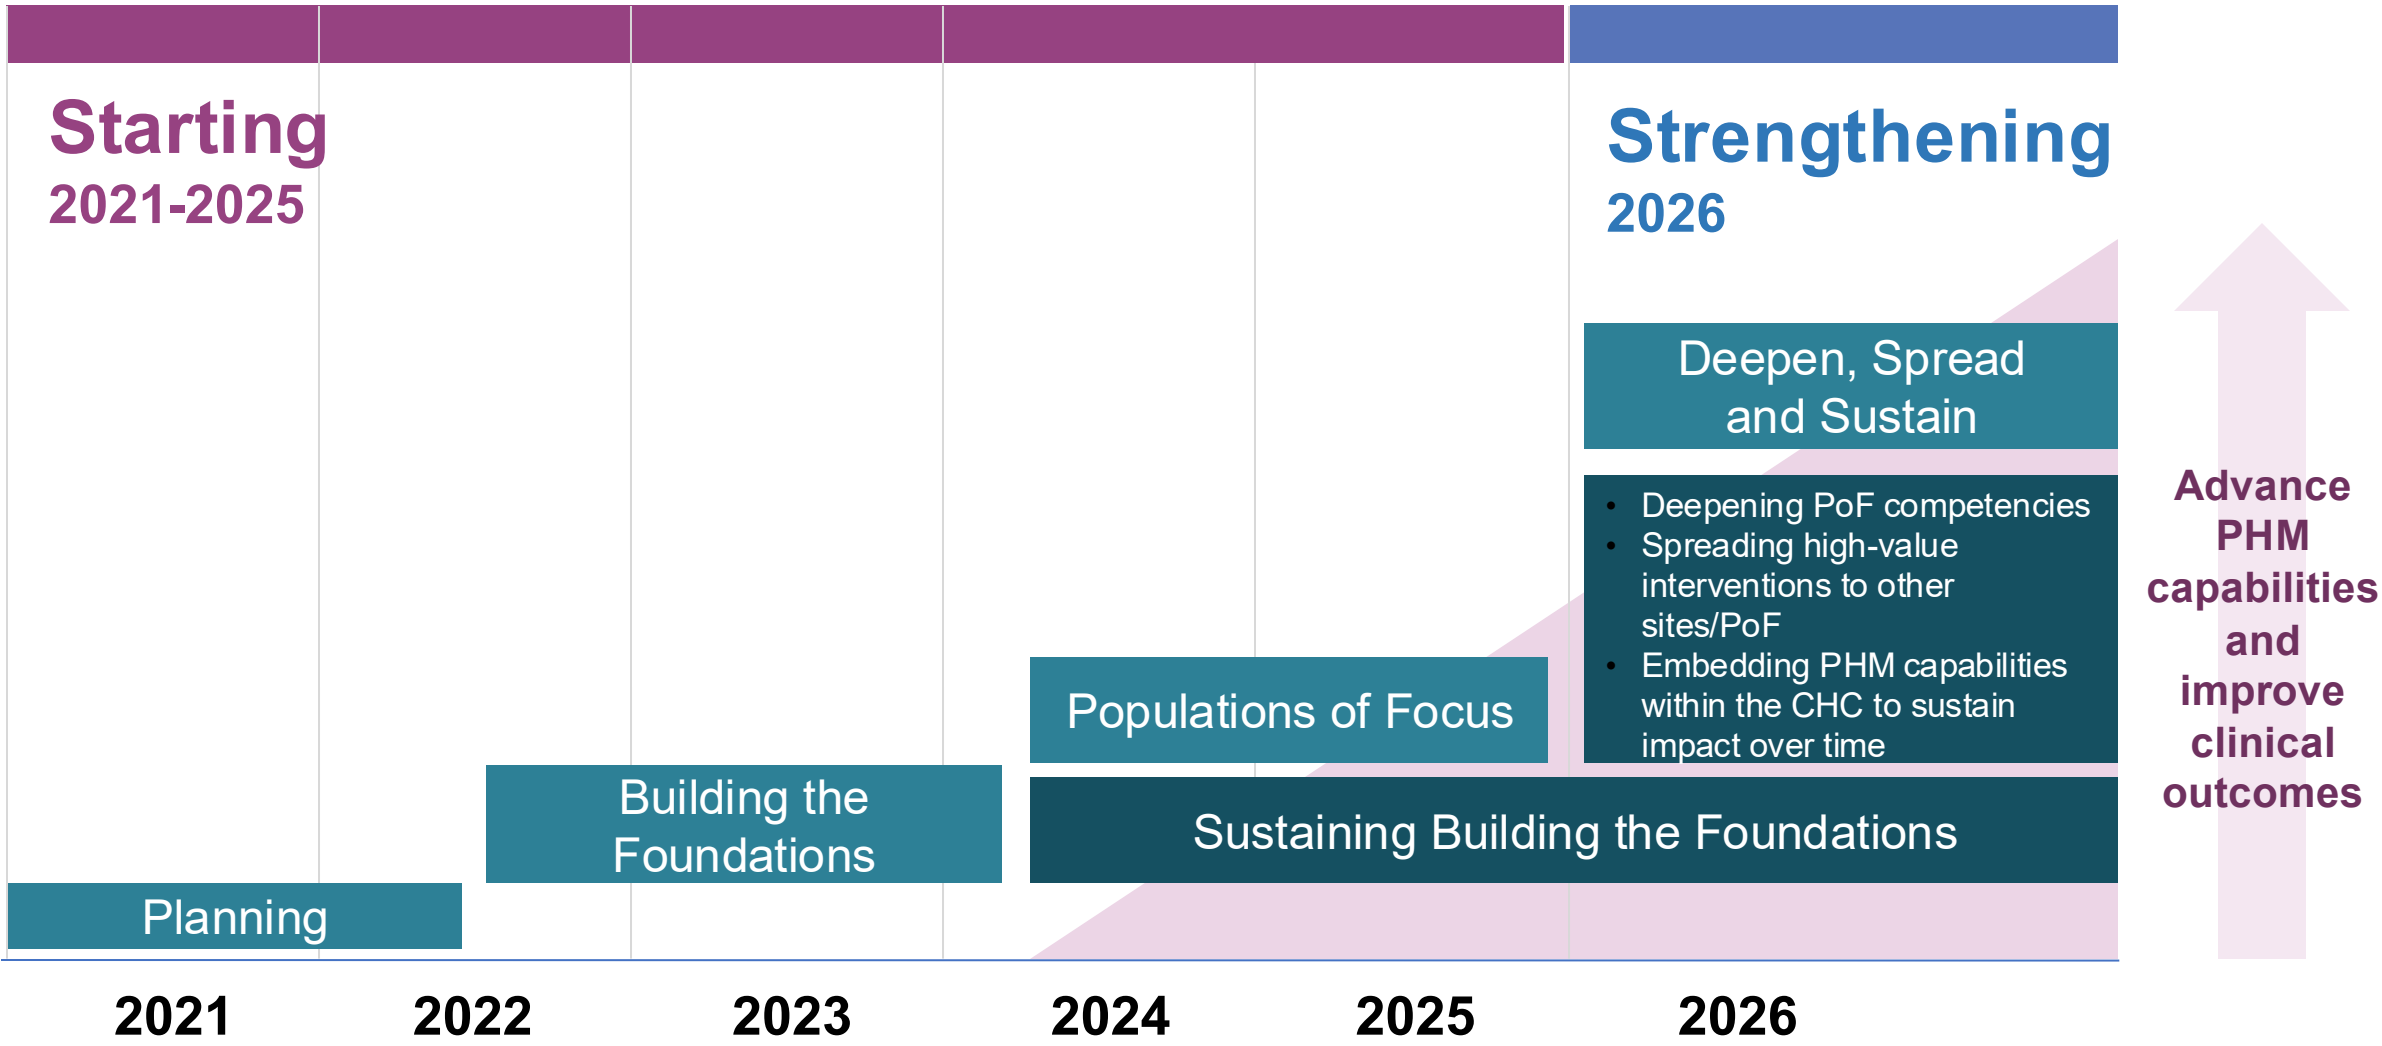 Starting
2021-2025
Strengthening
2026
Deepen, Spread
and Sustain
• Deepening PoF competencies
• Spreading high-value
interventions to other
sites/PoF
• Embedding PHM capabilities
within the CHC to sustain
impact over time
Populations of Focus
Building the
Foundations
Sustaining Building the Foundations
Planning
Advance
PHM
capabilities
and
improve
clinical
outcomes
2021 2022 2023 2024 2025 2026